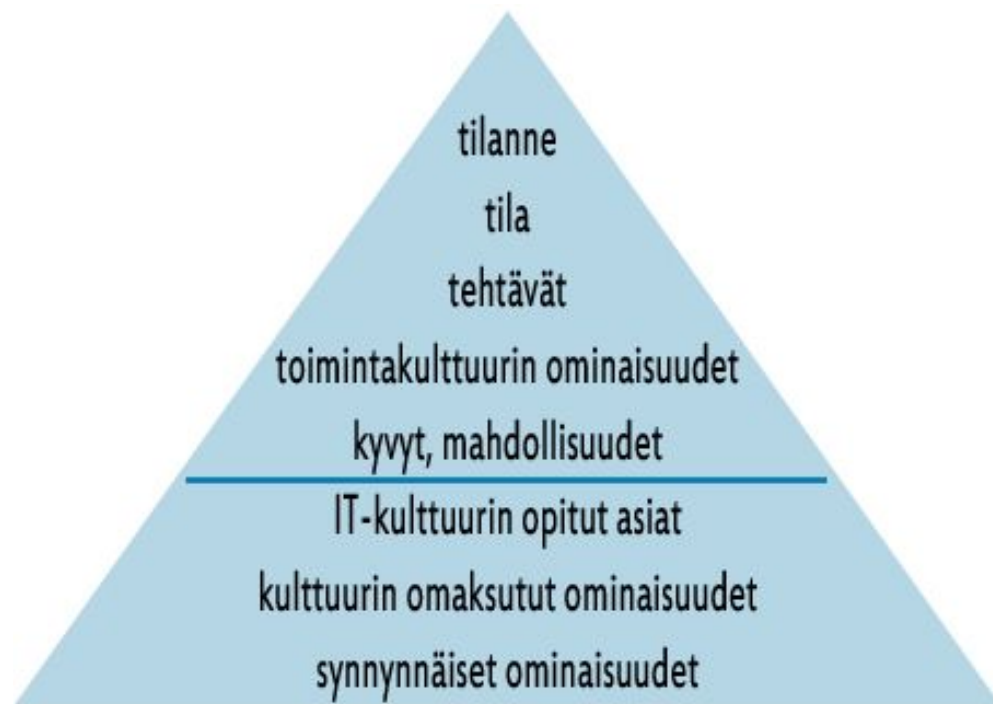 tilanne
tila
tehtävät
toimintakulttuurin ominaisuudet
kyvyt, mahdollisuudet
IT-kulttuurin opitut asiat
kulttuurin omaksutut ominaisuudet
synnynnäiset ominaisuudet